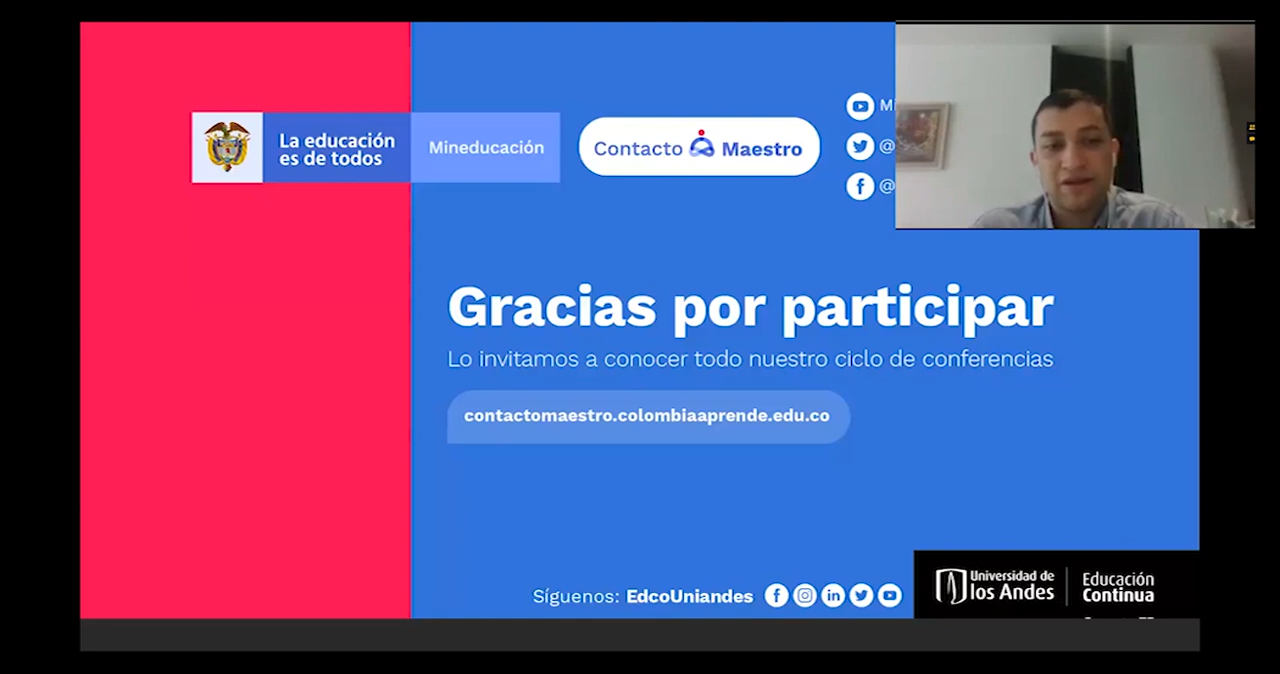 La educación
es de todos
Mineducación
Contacto Maestro
@
@
Gracias por participar
Lo invitamos a conocer todo nuestro ciclo de conferencias
contactomaestro.colombiaaprende.edu.co
Síguenos: EdcoUniandes
Universidad de
los Andes
Educación
Continua